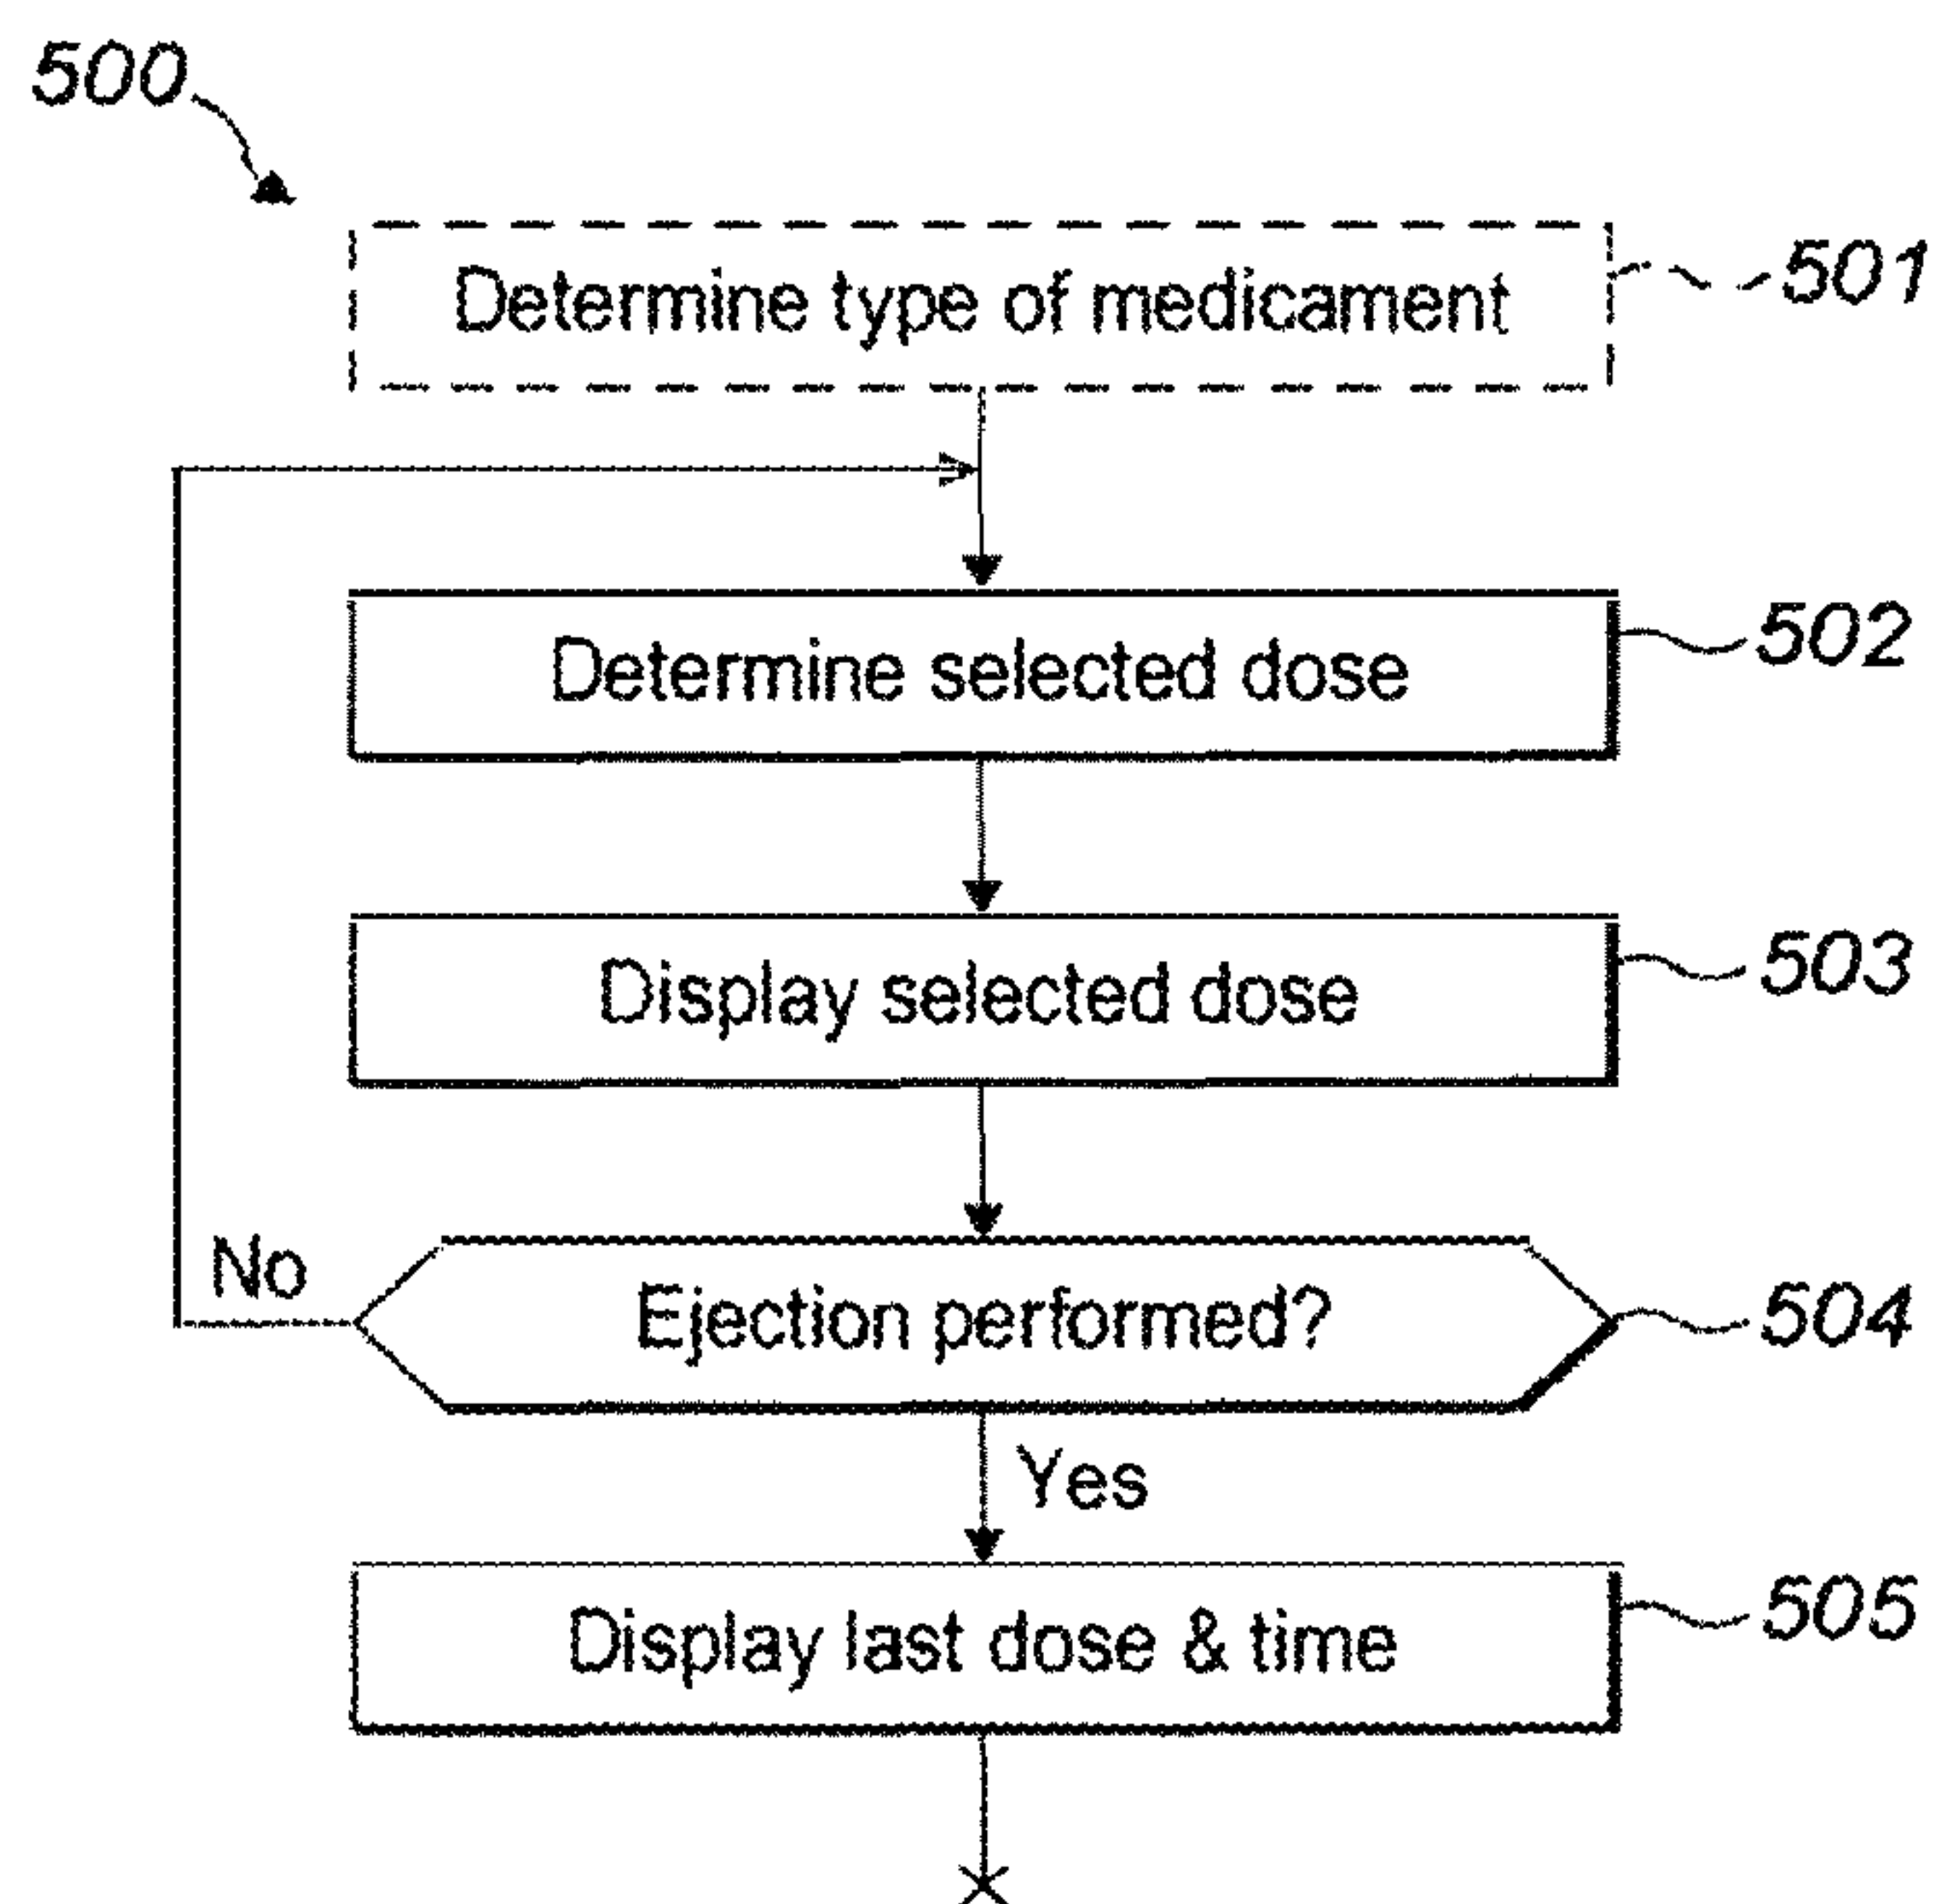 500
Determine type of medicament
501
Determine selected dose
502
Display selected dose
503
No
Ejection performed?
504
Yes
Display last dose & time
505